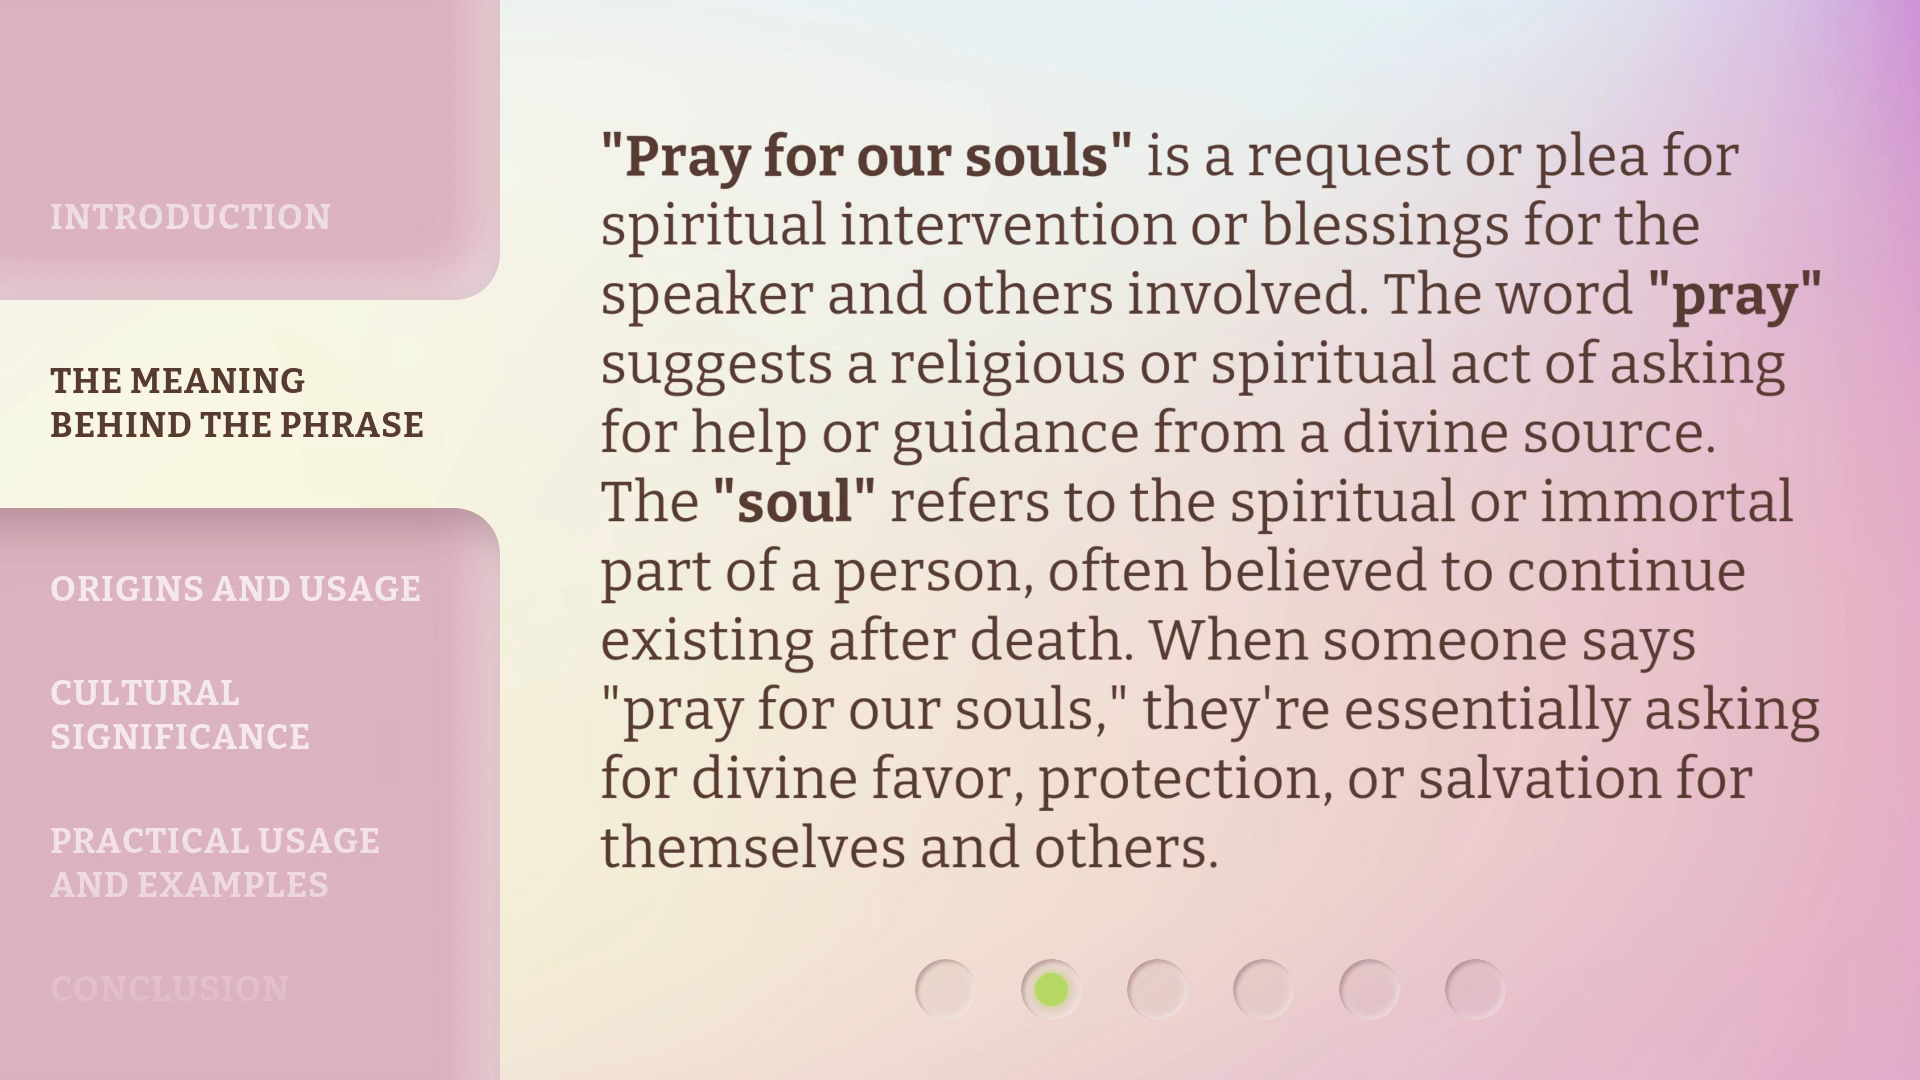 INTRODUCTION
THE MEANING
BEHIND THE PHRASE
ORIGINS AND USAGE
CULTURAL
SIGNIFICANCE
PRACTICAL USAGE
AND EXAMPLES
CONCLUSION
"Pray for our souls" is a request or plea for
spiritual intervention or blessings for the
speaker and others involved. The word "pray"
suggests a religious or spiritual act of asking
for help or guidance from a divine source.
The "soul" refers to the spiritual or immortal
part of a person, often believed to continue
existing after death. When someone says
"pray for our souls," they're essentially asking
for divine favor, protection, or salvation for
themselves and others.